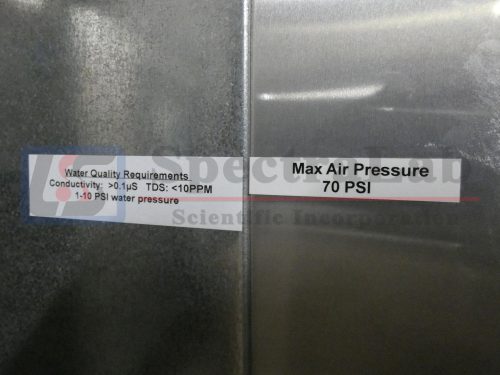 Water Quality Requirements
Conductivity: >0.1µS TDS: <10PPM
1-10 PSI water pressure
Max Air Pressure
70 PSI
Spectra Lab
Scientific Incorporation